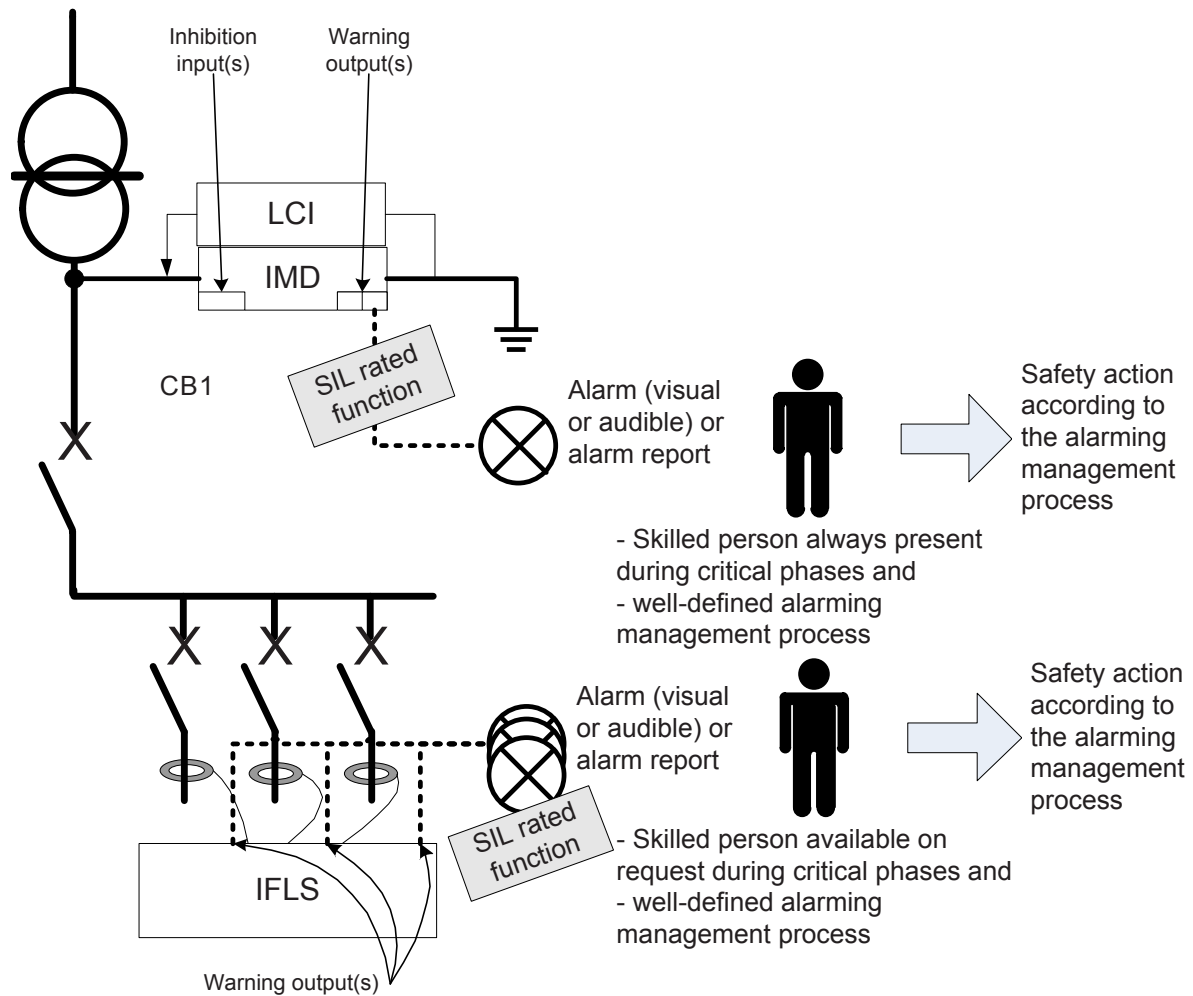 Inhibition
input(s)
Warning
output(s)
LCI
IMD
SIL rated
function
CB1
Alarm (visual
or audible) or
alarm report
Safety action
according to
the alarming
management
process
- Skilled person always present
during critical phases and
- well-defined alarming
management process
Alarm (visual
or audible) or
alarm report
Safety action
according to
the alarming
management
process
SIL rated
function
- Skilled person available on
request during critical phases and
- well-defined alarming
management process
IFLS
Warning output(s)